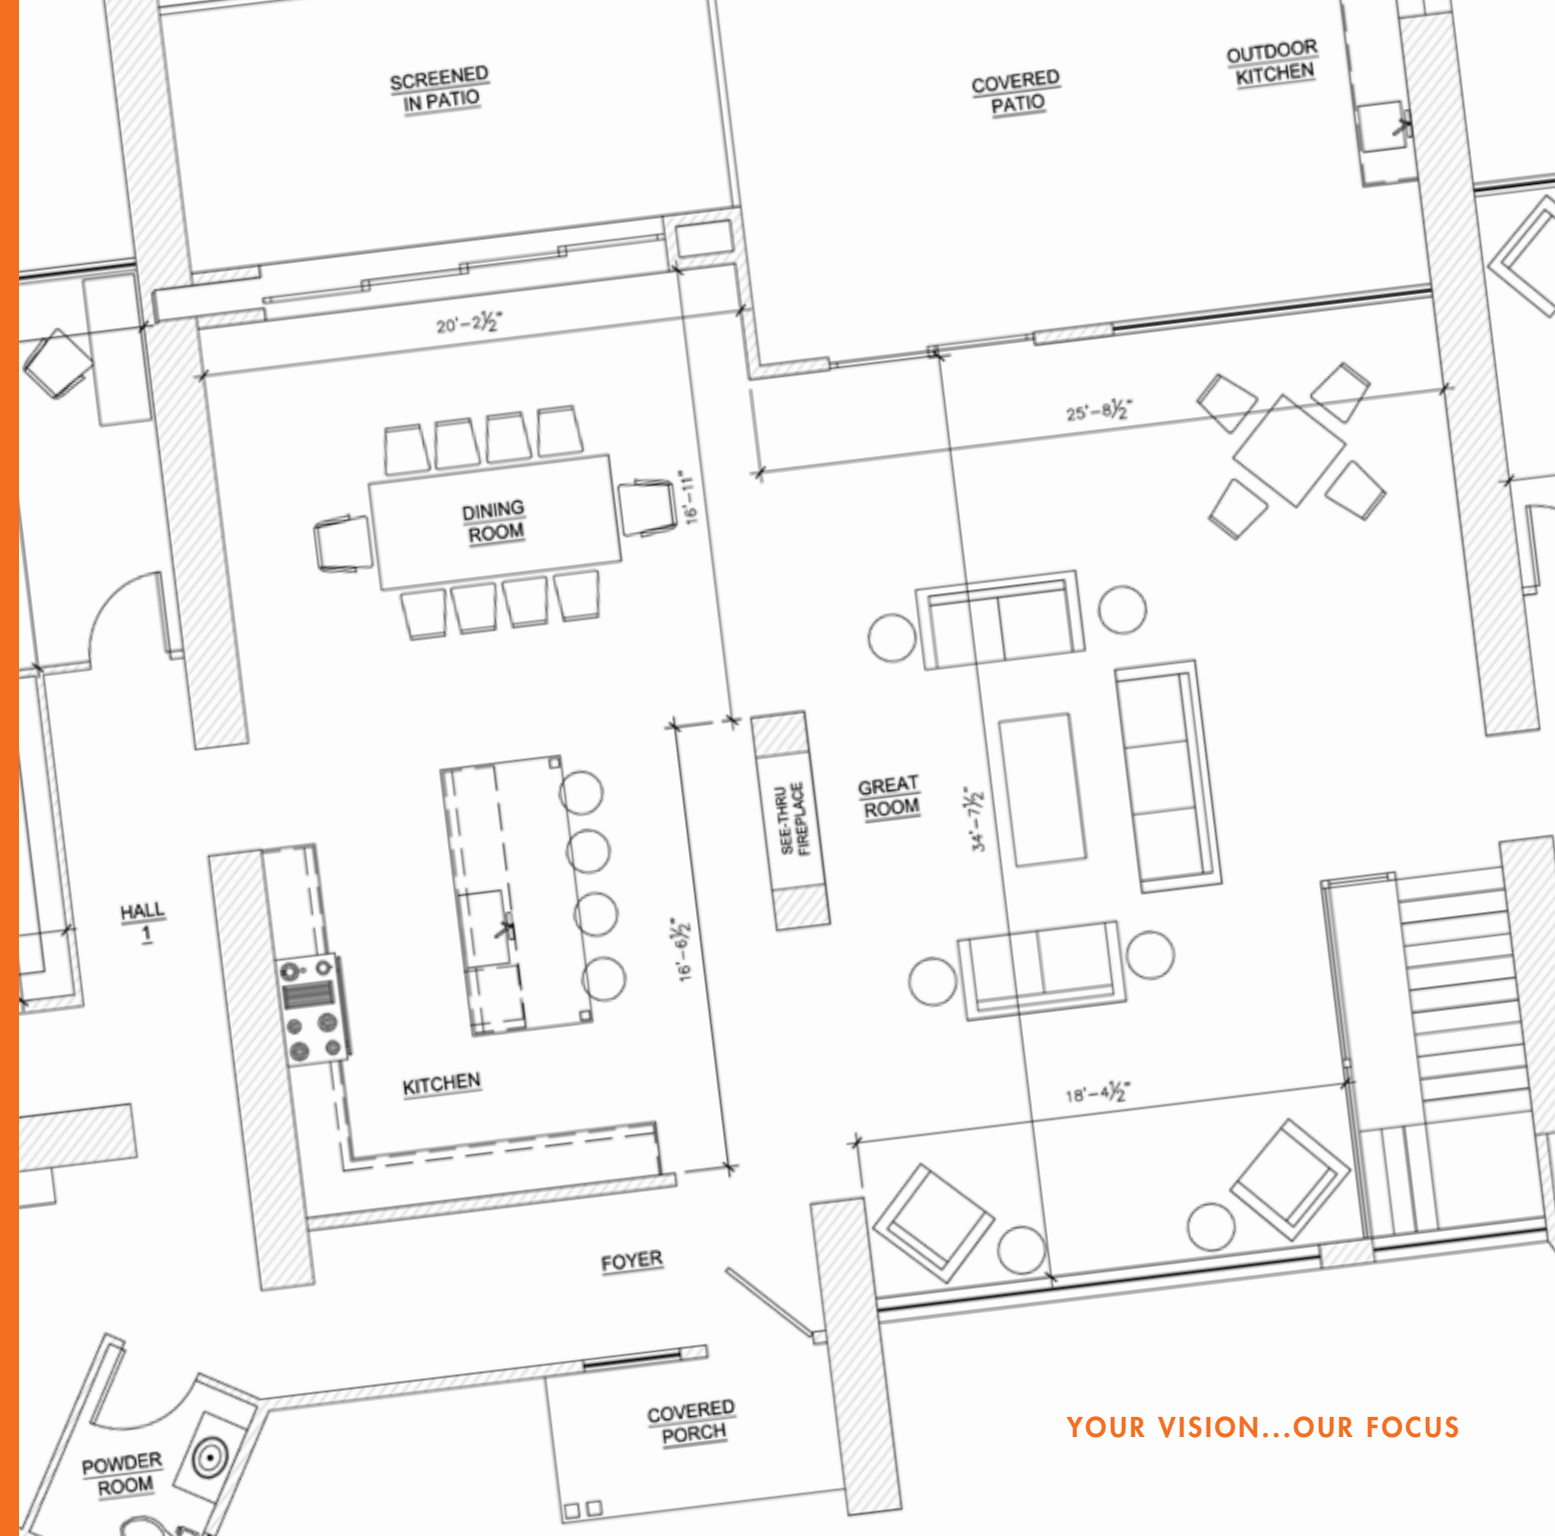 SCREENED
IN PATIO
COVERED
PATIO
OUTDOOR
KITCHEN
20'-2½"
25'-8½"
16'-11"
DINING
ROOM
SEE-THRU
FIREPLACE
GREAT
ROOM
34'-7½"
HALL
1
16'-6½"
KITCHEN
18'-4½"
FOYER
COVERED
PORCH
POWDER
ROOM
YOUR VISION...OUR FOCUS